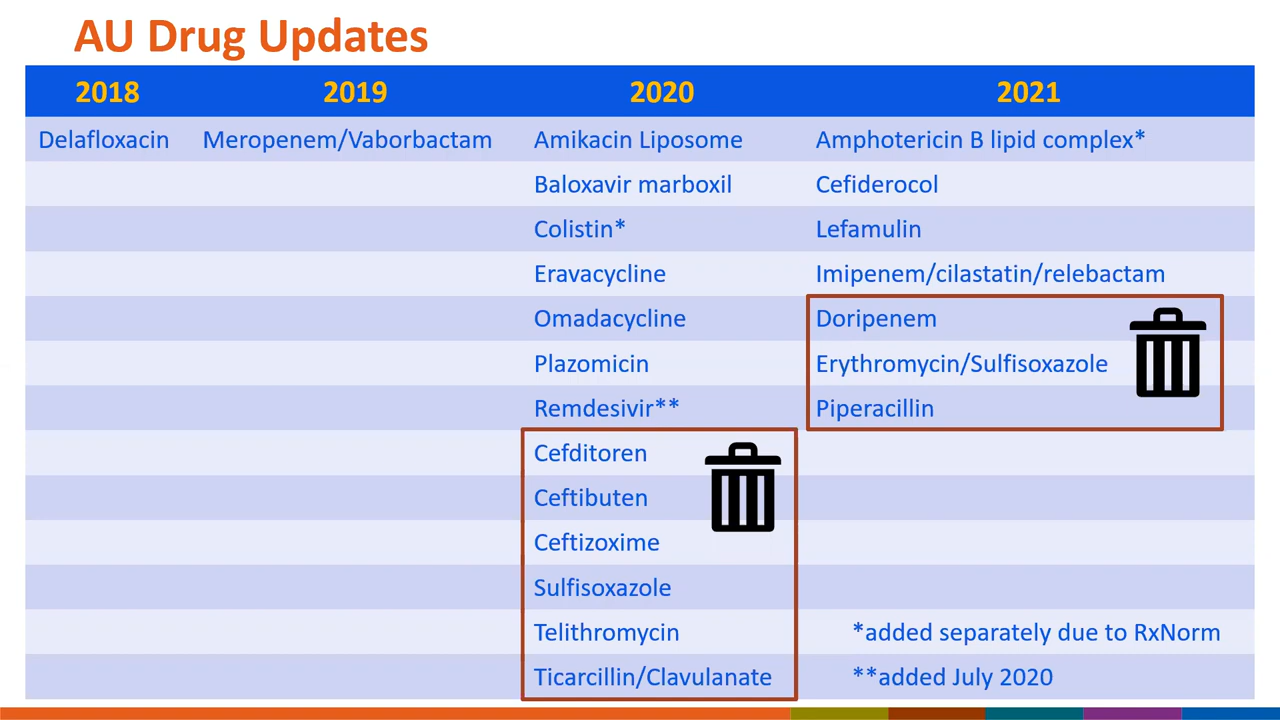 AU Drug Updates
2018 2019 2020 2021
Delafloxacin Meropenem/Vaborbactam Amikacin Liposome Amphotericin B lipid complex*
Baloxavir marboxil Cefiderocol
Colistin* Lefamulin
Eravacycline Imipenem/cilastatin/relebactam
Omadacycline Doripenem
Plazomicin Erythromycin/Sulfisoxazole
Remdesivir** Piperacillin
Cefditoren
Ceftibuten
Ceftizoxime
Sulfisoxazole
Telithromycin *added separately due to RxNorm
Ticarcillin/Clavulanate **added July 2020